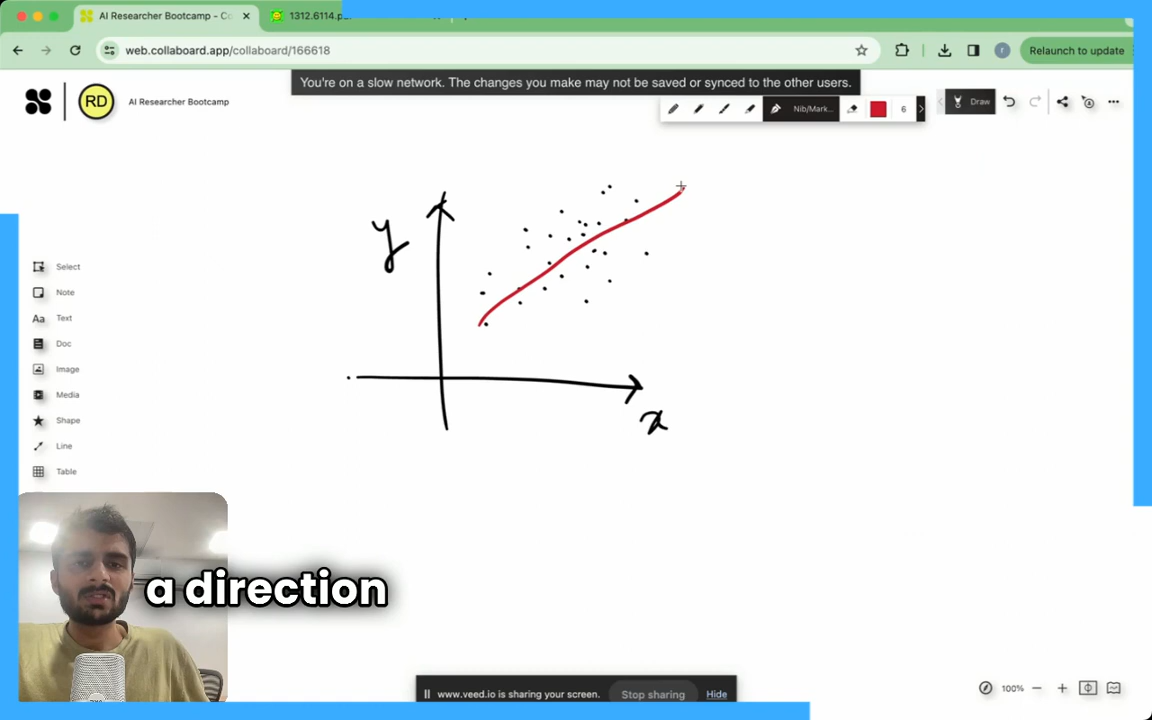 AI Researcher Bootcamp - Co
1312.6114.p
web.collaboard.app/collaboard/166618
r
Relaunch to update
You're on a slow network. The changes you make may not be saved or synced to the other users.
RD
AI Researcher Bootcamp
Nib/Mark...
6
Draw
y
Select
Note
Aa
Text
Doc
Image
Media
Shape
Line
Table
x
a direction
www.veed.io is sharing your screen.
Stop sharing
Hide
100%